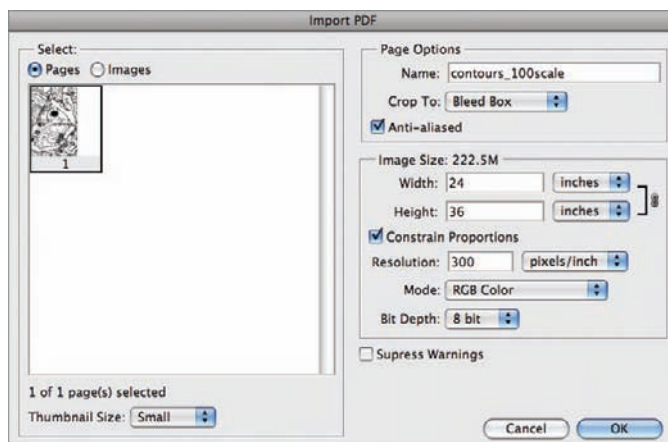 Import PDF
Select:
Pages Images
1
1 of 1 page(s) selected
Thumbnail Size: Small
Page Options
Name: contours_100scale
Crop To: Bleed Box
Anti-aliased
Image Size: 222.5M
Width: 24 inches
Height: 36 inches
Constrain Proportions
Resolution: 300 pixels/inch
Mode: RGB Color
Bit Depth: 8 bit
Supress Warnings
Cancel OK